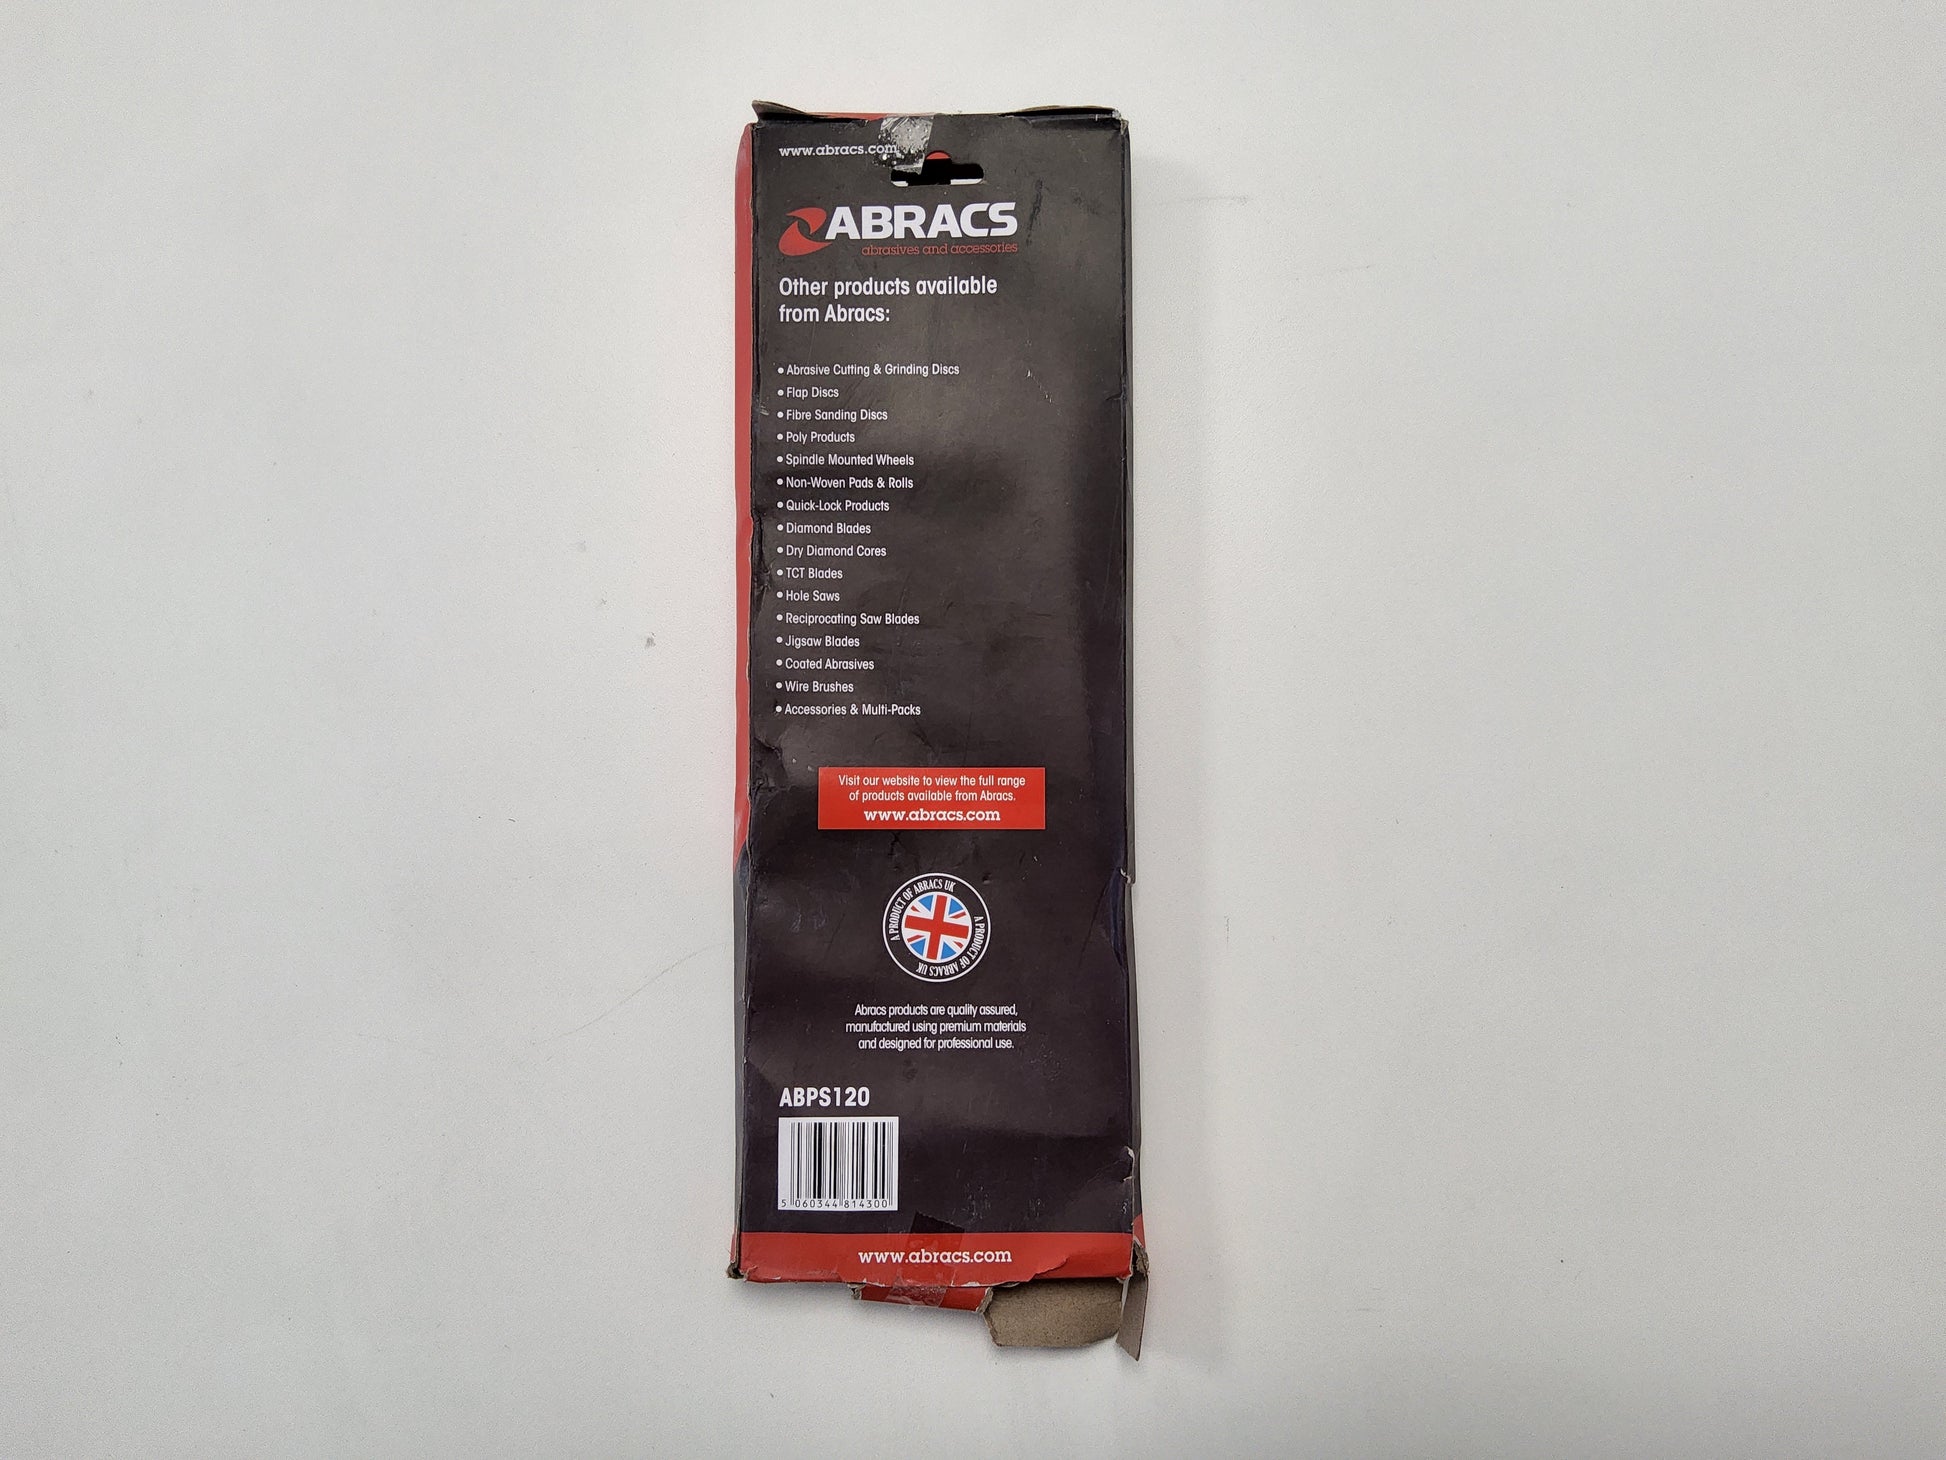 www.abracs.com
ABRACS
abrasives and accessories
Other products available
from Abracs:
• Abrasive Cutting & Grinding Discs
• Flap Discs
• Fibre Sanding Discs
• Poly Products
• Spindle Mounted Wheels
• Non-Woven Pads & Rolls
• Quick-Lock Products
• Diamond Blades
• Dry Diamond Cores
• TCT Blades
• Hole Saws
• Reciprocating Saw Blades
• Jigsaw Blades
• Coated Abrasives
• Wire Brushes
• Accessories & Multi-Packs
Visit our website to view the full range
of products available from Abracs.
www.abracs.com
A PRODUCT OF ABRACS UK
A PRODUCT OF ABRACS UK
Abracs products are quality assured,
manufactured using premium materials
and designed for professional use.
ABPS120
5 060344 814300
www.abracs.com